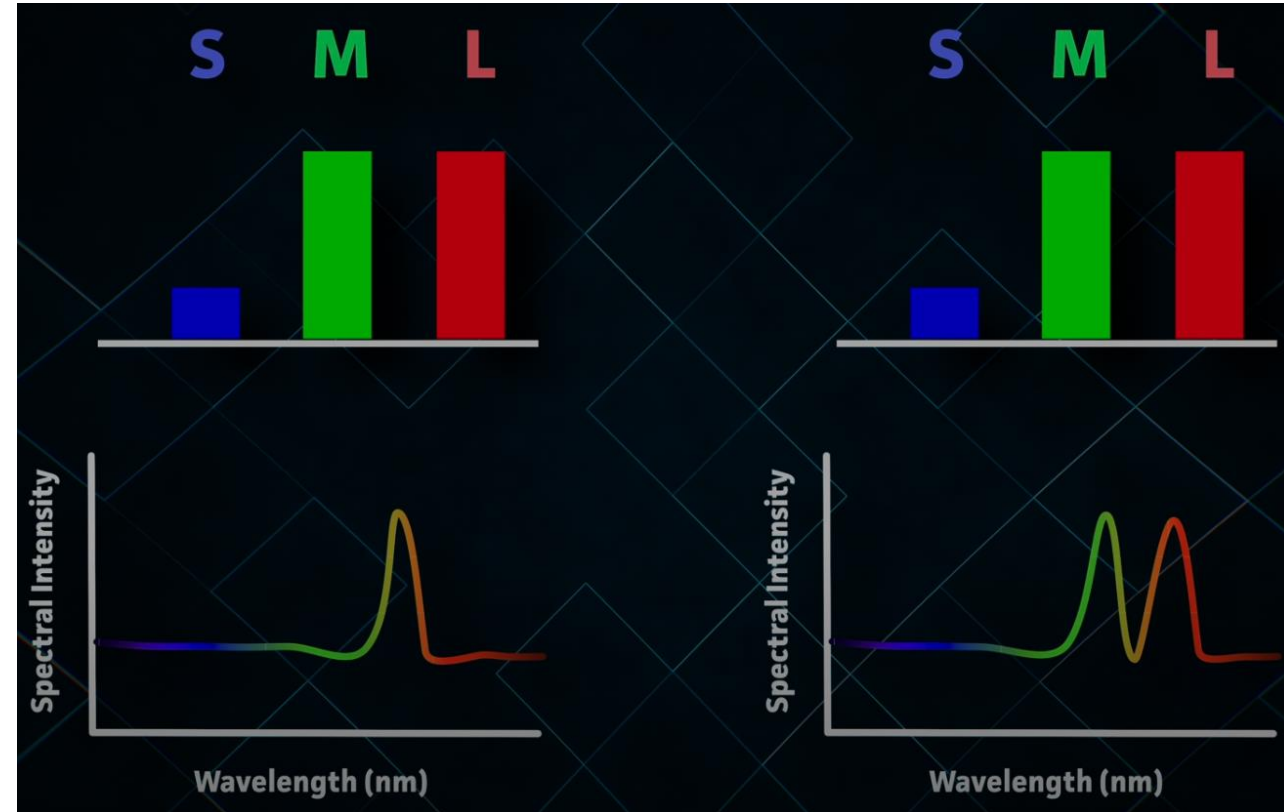 S M L
S M L
Spectral Intensity
Wavelength (nm)
Spectral Intensity
Wavelength (nm)